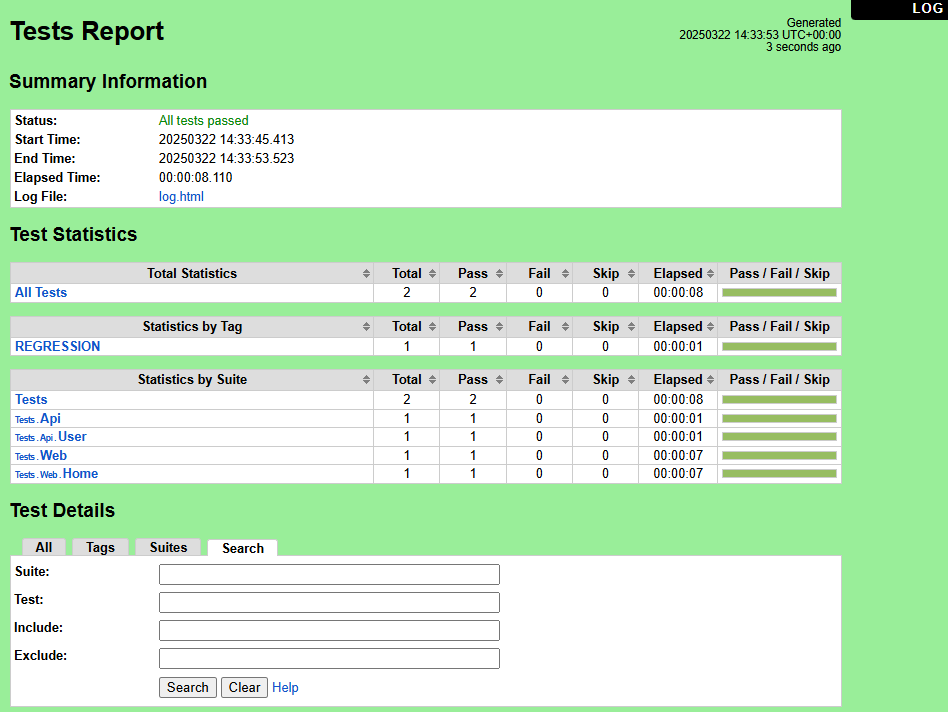 LOG
Tests Report
Generated
20250322 14:33:53 UTC+00:00
3 seconds ago
Summary Information
Status: All tests passed
Start Time: 20250322 14:33:45.413
End Time: 20250322 14:33:53.523
Elapsed Time: 00:00:08.110
Log File: log.html
Test Statistics
Total Statistics Total Pass Fail Skip Elapsed Pass / Fail / Skip
All Tests 2 2 0 0 00:00:08
Statistics by Tag Total Pass Fail Skip Elapsed Pass / Fail / Skip
REGRESSION 1 1 0 0 00:00:01
Statistics by Suite Total Pass Fail Skip Elapsed Pass / Fail / Skip
Tests 2 2 0 0 00:00:08
Tests . Api 1 1 0 0 00:00:01
Tests . Api . User 1 1 0 0 00:00:01
Tests . Web 1 1 0 0 00:00:07
Tests . Web . Home 1 1 0 0 00:00:07
Test Details
All Tags Suites Search
Suite:
Test:
Include:
Exclude:
Search Clear Help